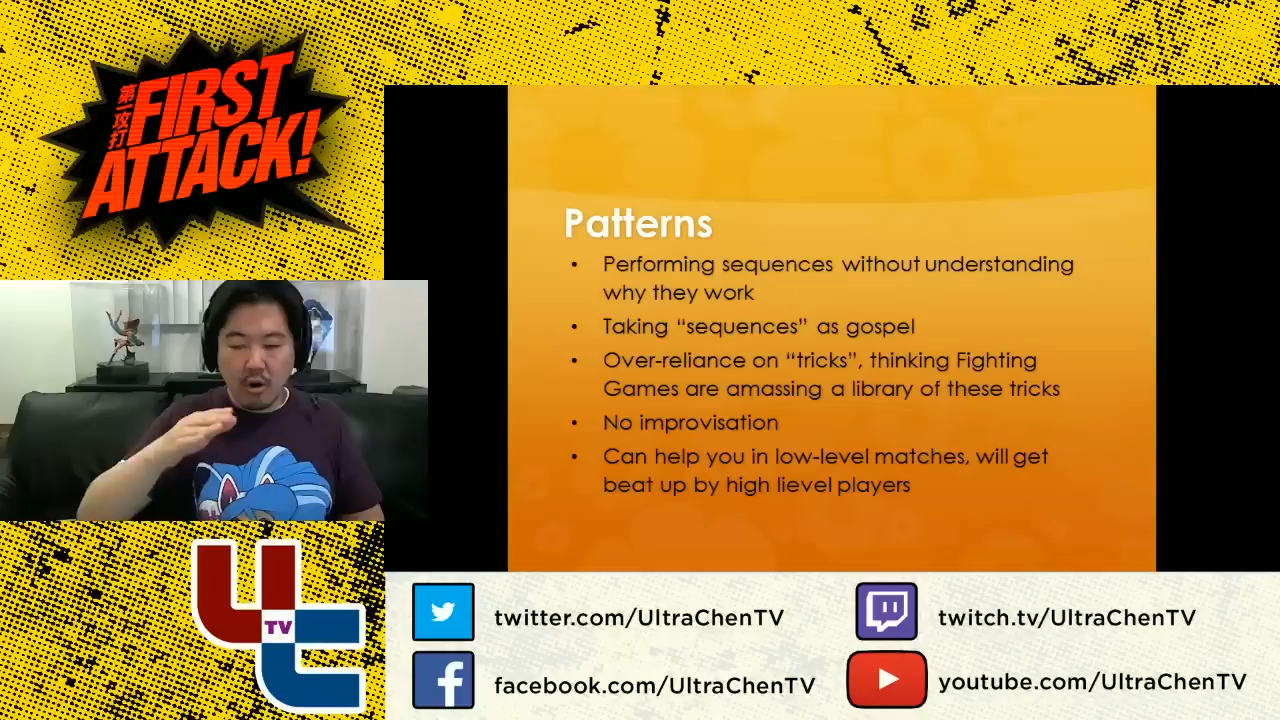 第一攻打
FIRST
ATTACK!
Patterns
• Performing sequences without understanding
why they work
• Taking “sequences” as gospel
• Over-reliance on “tricks”, thinking Fighting
Games are amassing a library of these tricks
• No improvisation
• Can help you in low-level matches, will get
beat up by high lievel players
UC
TV
twitter.com/UltraChenTV
twitch.tv/UltraChenTV
facebook.com/UltraChenTV
youtube.com/UltraChenTV